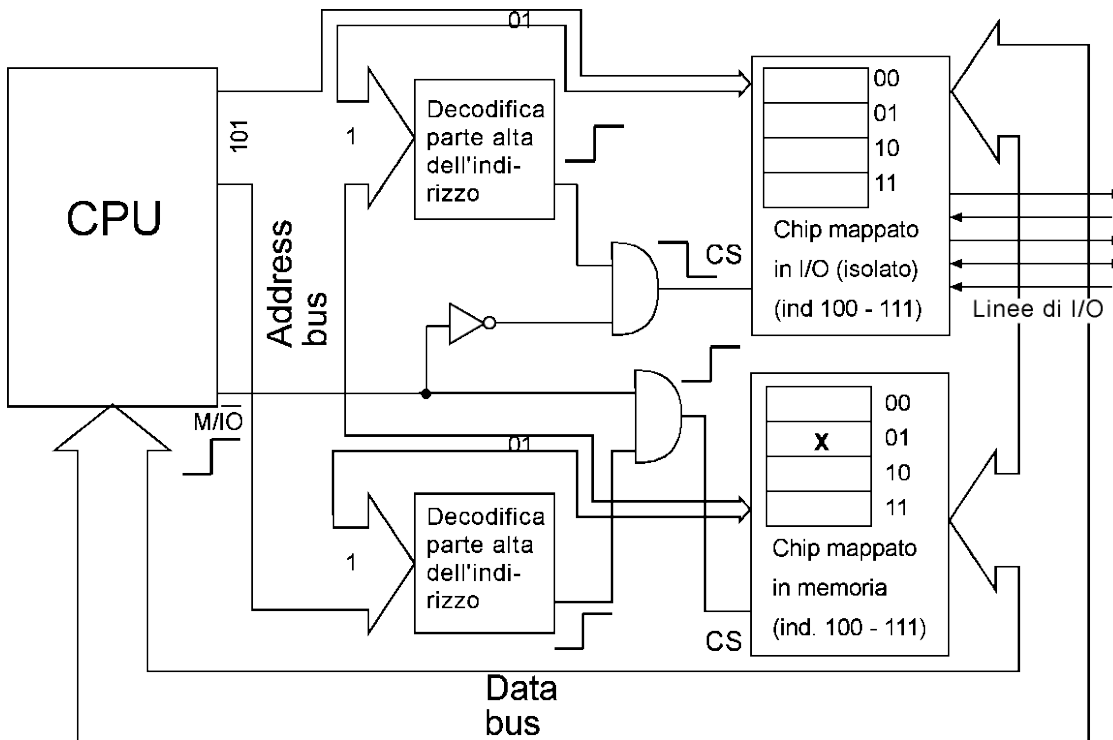 01
CPU
101
Address
bus
1
Decodifica
parte alta
dell'indi-
rizzo
CS
00
01
10
11
Chip mappato
in I/O (isolato)
(ind 100 - 111)
Linee di I/O
M/I̅O̅
01
1
Decodifica
parte alta
dell'indi-
rizzo
CS
00
X
01
10
11
Chip mappato
in memoria
(ind. 100 - 111)
Data
bus